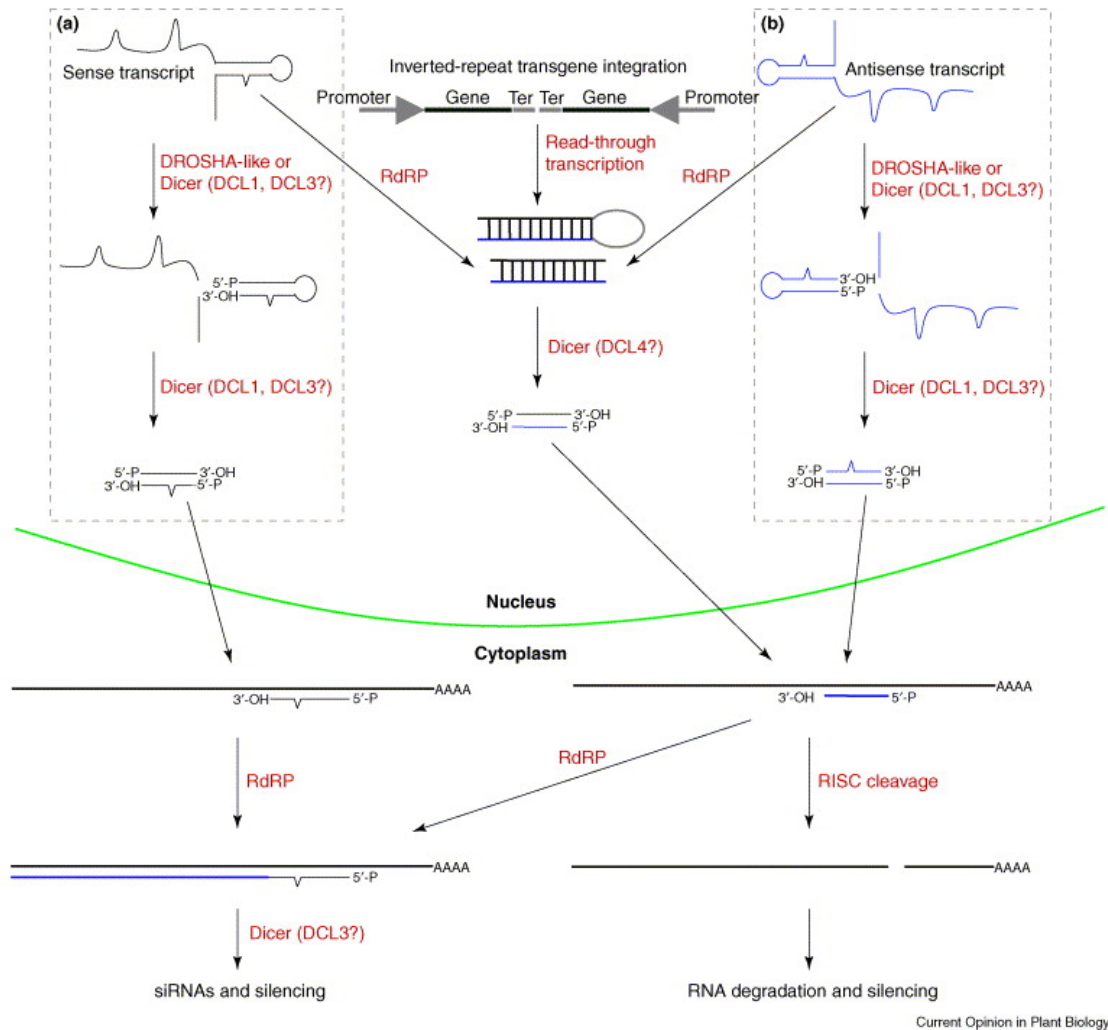 (a)
Sense transcript
DROSHA-like or
Dicer (DCL1, DCL3?)
5′-P
3′-OH
Dicer (DCL1, DCL3?)
5′-P 3′-OH
3′-OH 5′-P
Inverted-repeat transgene integration
Promoter Gene Ter Ter Gene Promoter
Read-through
transcription
RdRP
RdRP
Dicer (DCL4?)
5′-P 3′-OH
3′-OH 5′-P
(b)
Antisense transcript
DROSHA-like or
Dicer (DCL1, DCL3?)
3′-OH
5′-P
Dicer (DCL1, DCL3?)
5′-P 3′-OH
3′-OH 5′-P
Nucleus
Cytoplasm
AAAA
3′-OH 5′-P
AAAA
3′-OH 5′-P
RdRP
RdRP
RISC cleavage
AAAA
5′-P
AAAA
Dicer (DCL3?)
siRNAs and silencing
RNA degradation and silencing
Current Opinion in Plant Biology